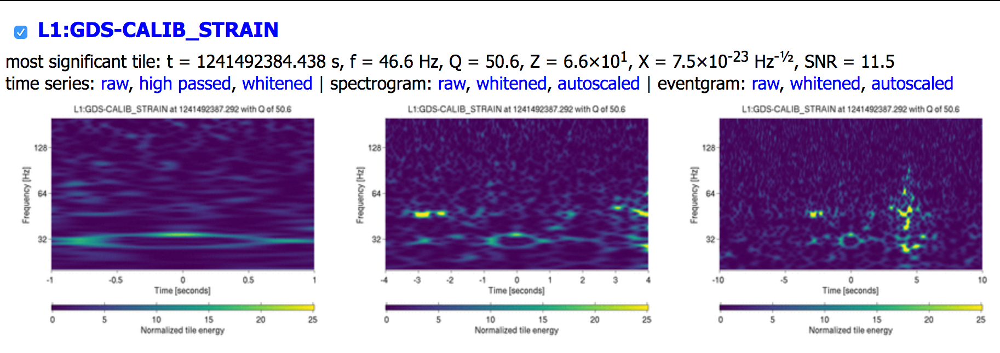 L1:GDS-CALIB_STRAIN
most significant tile: t = 1241492384.438 s, f = 46.6 Hz, Q = 50.6, Z = 6.6×10¹, X = 7.5×10⁻²³ Hz⁻½, SNR = 11.5
time series: raw, high passed, whitened | spectrogram: raw, whitened, autoscaled | eventgram: raw, whitened, autoscaled
L1:GDS-CALIB_STRAIN at 1241492387.292 with Q of 50.6
Frequency [Hz]
128
64
32
-1 -0.5 0 0.5 1
Time [seconds]
0 5 10 15 20 25
Normalized tile energy
L1:GDS-CALIB_STRAIN at 1241492387.292 with Q of 50.6
Frequency [Hz]
128
64
32
-4 -3 -2 -1 0 1 2 3 4
Time [seconds]
0 5 10 15 20 25
Normalized tile energy
L1:GDS-CALIB_STRAIN at 1241492387.292 with Q of 50.6
Frequency [Hz]
128
64
32
-10 -5 0 5 10
Time [seconds]
0 5 10 15 20 25
Normalized tile energy